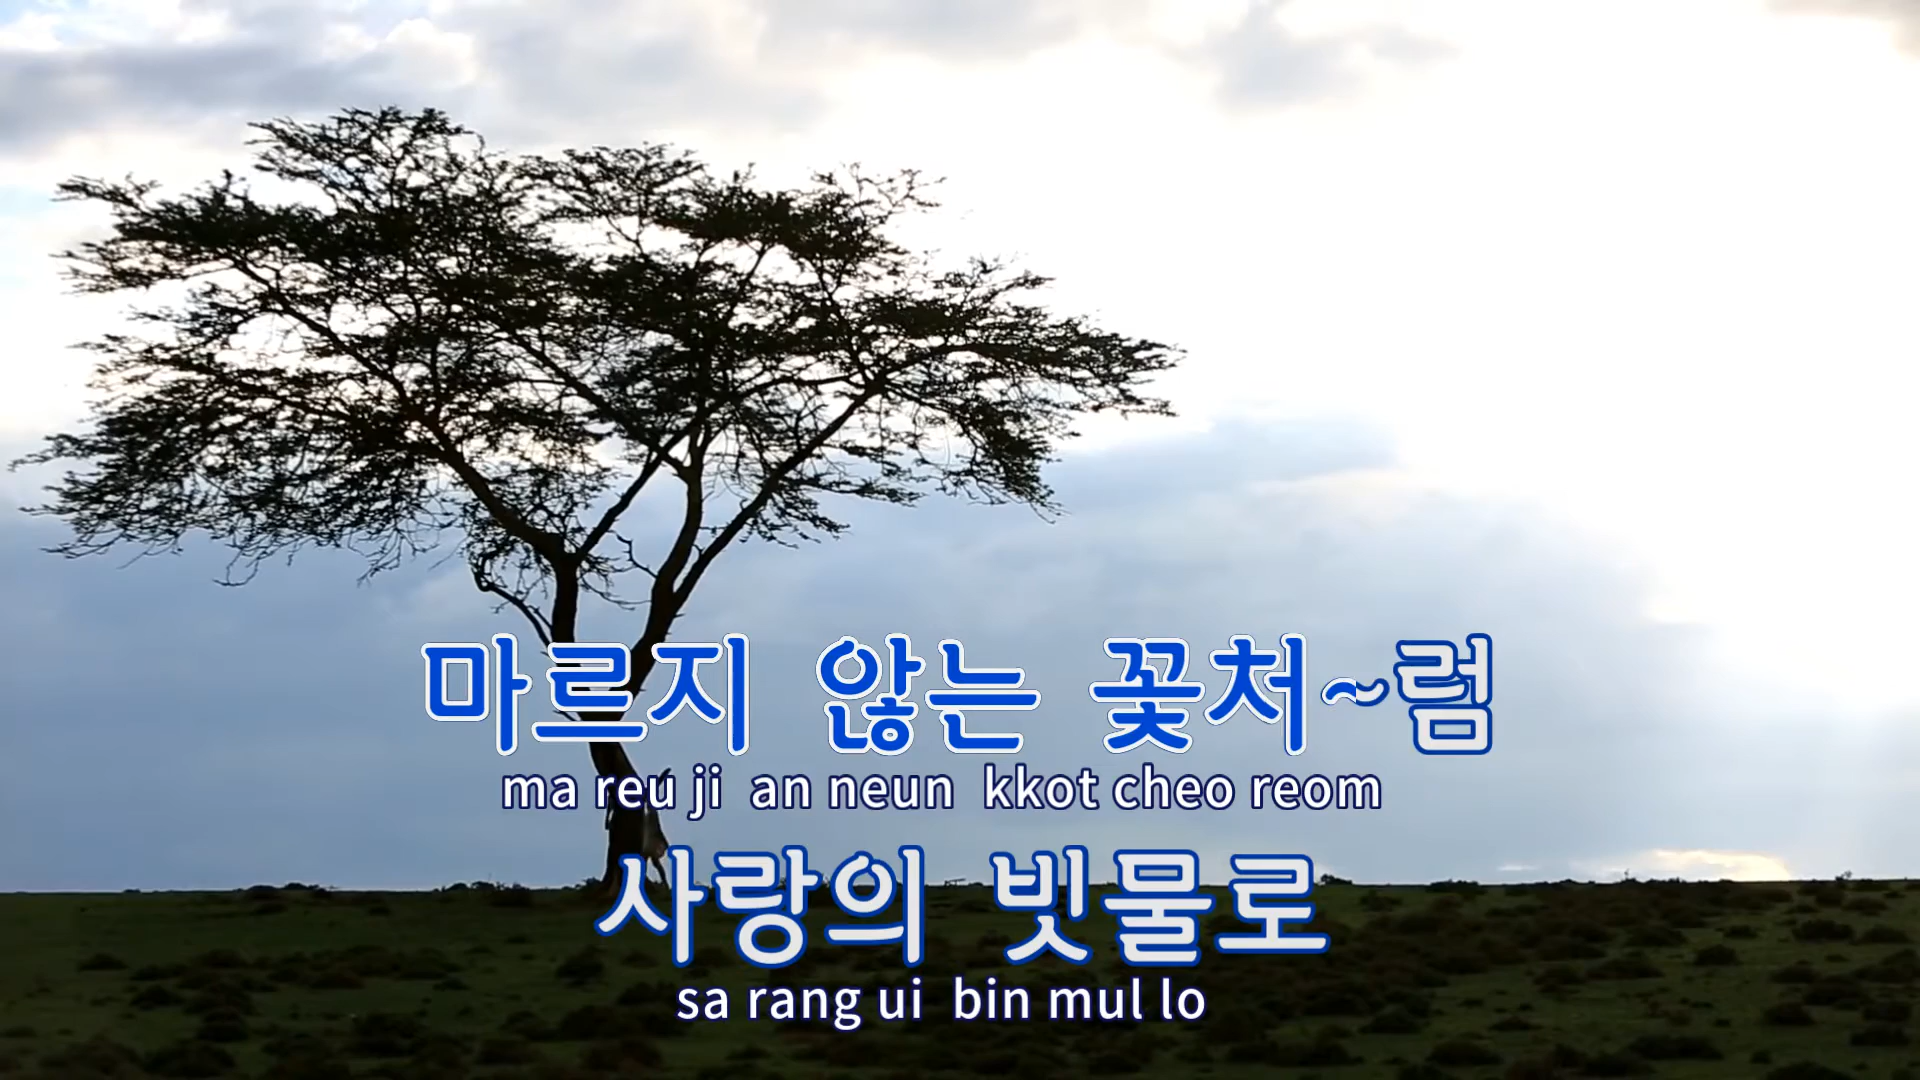 마르지 않는 꽃처~럼
ma reu ji an neun kkot cheo reom
사랑의 빗물로
sa rang ui bin mul lo